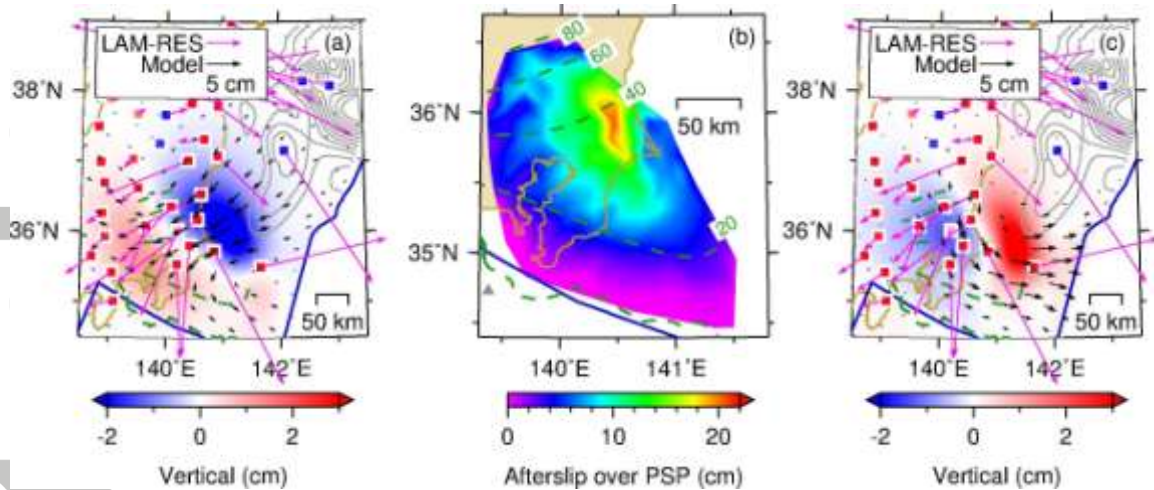 LAM-RES
Model
5 cm
(a)
38°N
36°N
50 km
140°E
142°E
-2
0
2
Vertical (cm)
(b)
80
60
40
20
50 km
36°N
35°N
140°E
141°E
0
10
20
Afterslip over PSP (cm)
LAM-RES
Model
5 cm
(c)
38°N
36°N
50 km
140°E
142°E
-2
0
2
Vertical (cm)